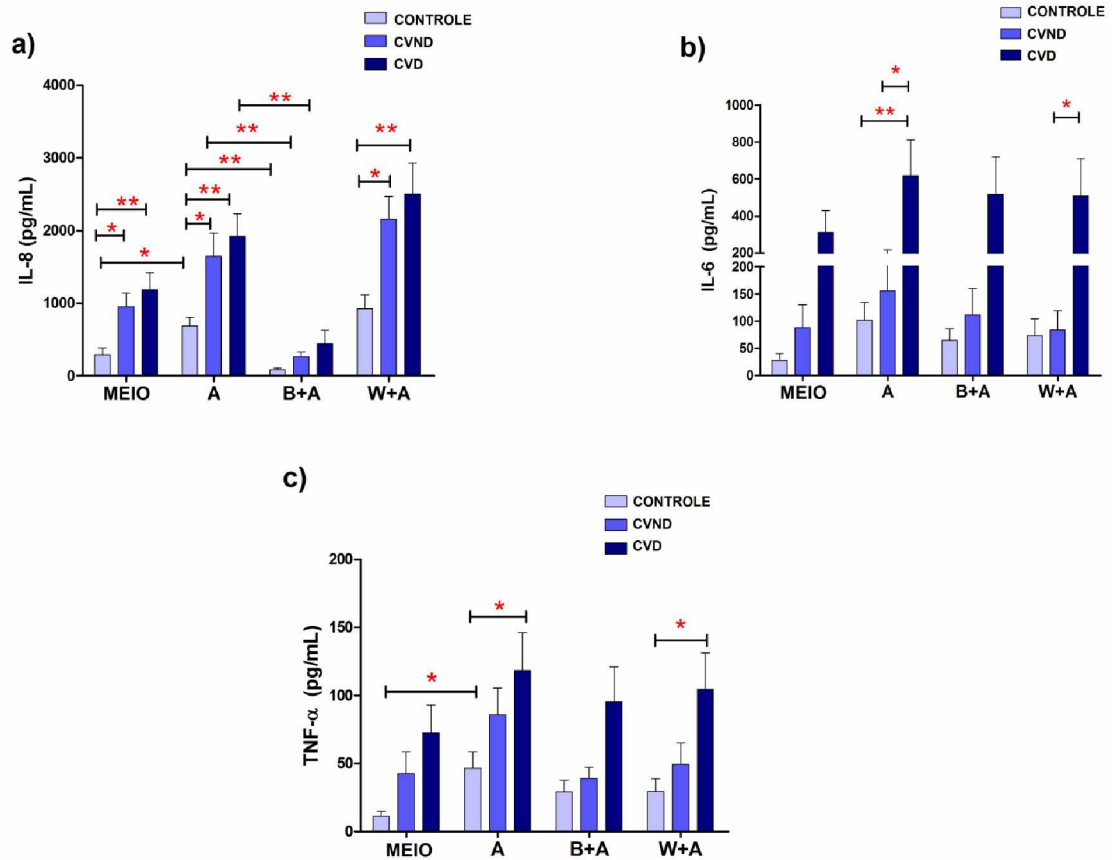 a)
CONTROLE
CVND
CVD
IL-8 (pg/mL)
4000
3000
2000
1000
0
** ** ** ** * * ** * ** *
MEIO A B+A W+A
b)
CONTROLE
CVND
CVD
IL-6 (pg/mL)
1000
800
600
400
200
200
150
100
50
0
* ** *
MEIO A B+A W+A
c)
CONTROLE
CVND
CVD
TNF-α (pg/mL)
200
150
100
50
0
* * *
MEIO A B+A W+A